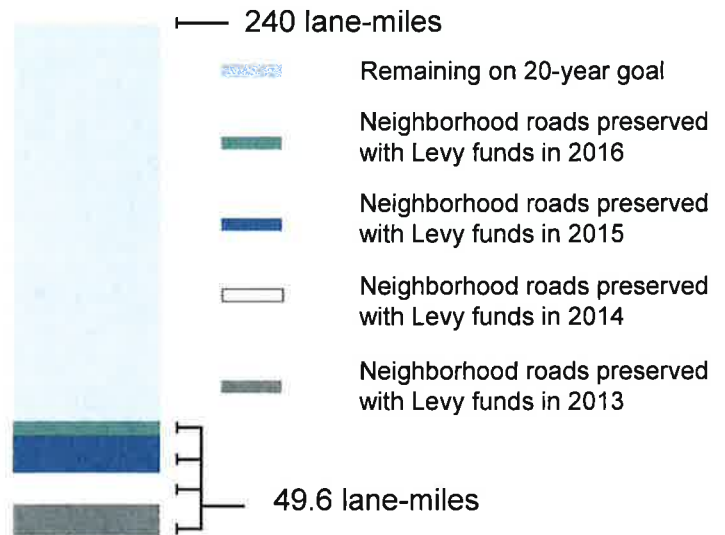 240 lane-miles
Remaining on 20-year goal
Neighborhood roads preserved
with Levy funds in 2016
Neighborhood roads preserved
with Levy funds in 2015
Neighborhood roads preserved
with Levy funds in 2014
Neighborhood roads preserved
with Levy funds in 2013
49.6 lane-miles